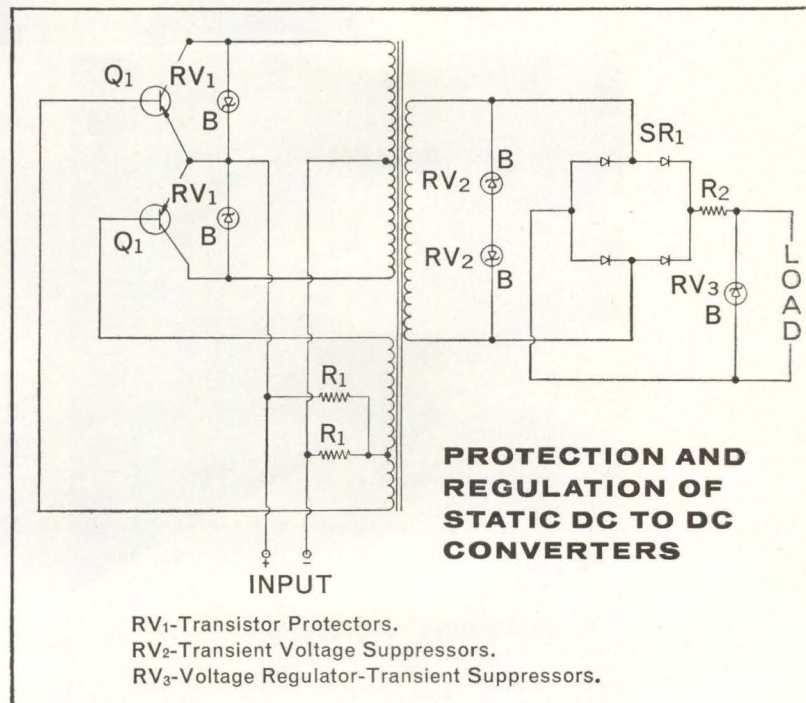 Q1
RV1
B
RV1
Q1
B
B
RV2
RV2
B
SR1
R2
RV3
B
LOAD
R1
R1
+ -
INPUT
PROTECTION AND
REGULATION OF
STATIC DC TO DC
CONVERTERS
RV1-Transistor Protectors.
RV2-Transient Voltage Suppressors.
RV3-Voltage Regulator-Transient Suppressors.